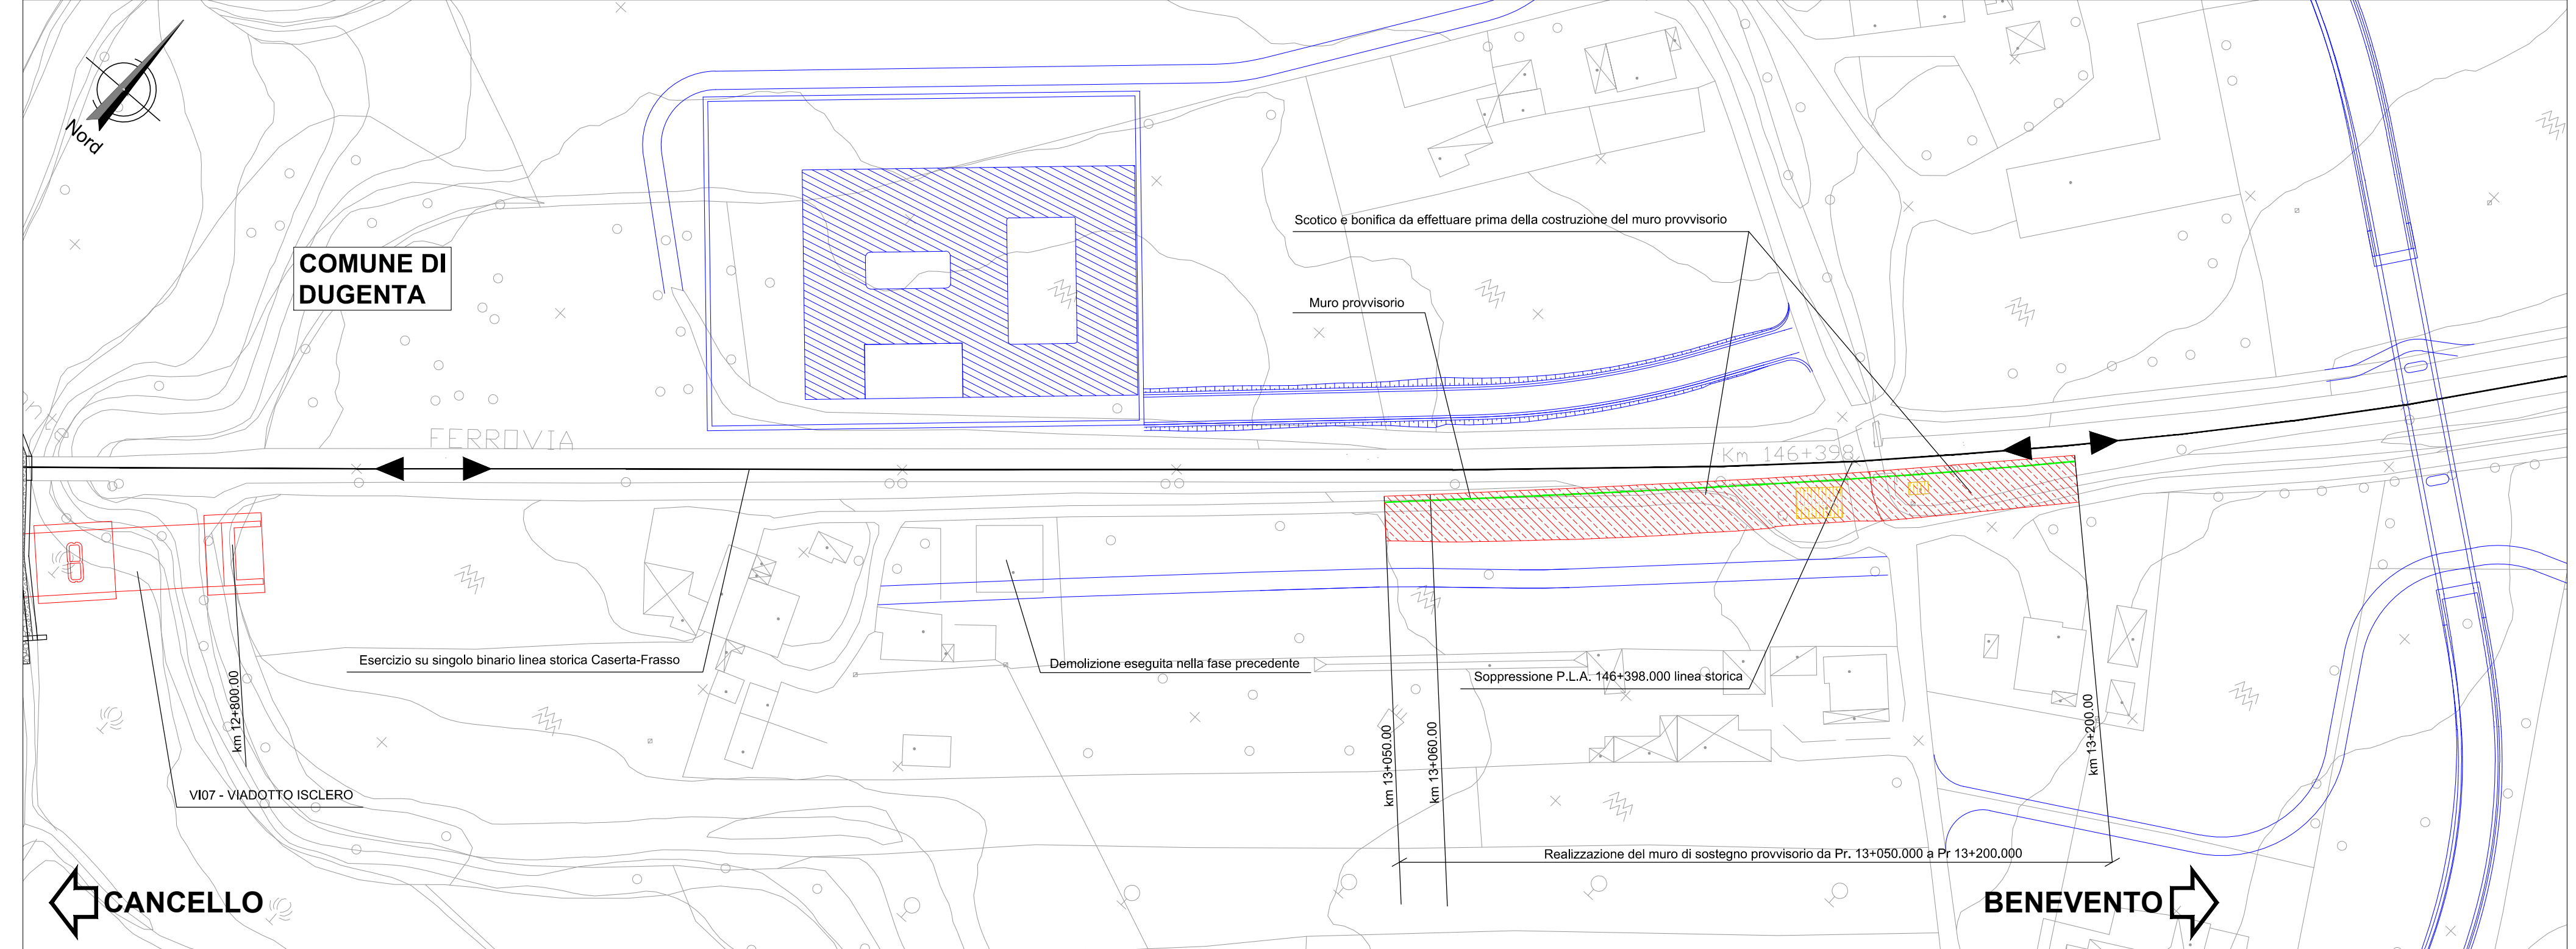 Nord
COMUNE DI
DUGENTA
Scotico e bonifica da effettuare prima della costruzione del muro provvisorio
Muro provvisorio
FERROVIA
Km 146+398
Esercizio su singolo binario linea storica Caserta-Frasso
Demolizione eseguita nella fase precedente
Soppressione P.L.A. 146+398.000 linea storica
km 12+800.00
km 13+050.00
km 13+060.00
km 13+200.00
VI07 - VIADOTTO ISCLERO
Realizzazione del muro di sostegno provvisorio da Pr. 13+050.000 a Pr 13+200.000
CANCELLO
BENEVENTO